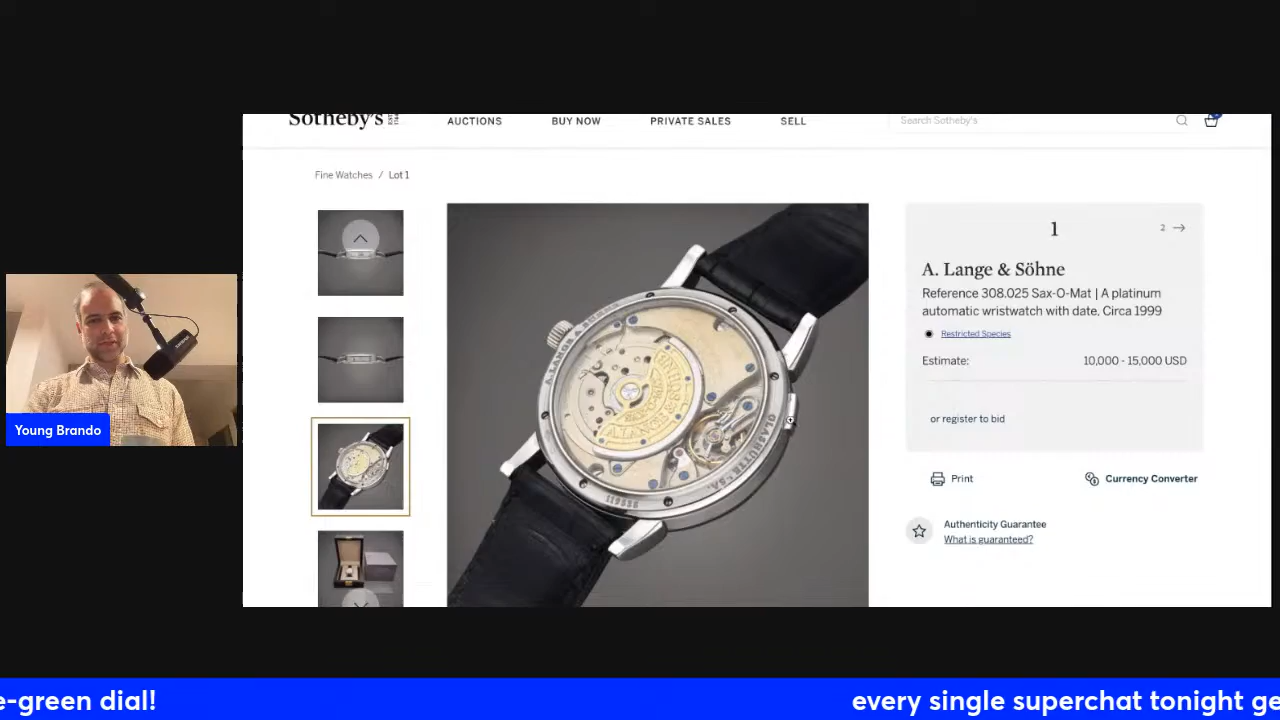 Sotheby's
AUCTIONS
BUY NOW
PRIVATE SALES
SELL
Search Sotheby's
Fine Watches / Lot 1
1
2
A. Lange & Söhne
Reference 308.025 Sax-O-Mat | A platinum
automatic wristwatch with date, Circa 1999
Restricted Species
Estimate:
10,000 - 15,000 USD
or register to bid
Print
Currency Converter
Authenticity Guarantee
What is guaranteed?
GLASHÜTTE
Young Brando
e-green dial!
every single superchat tonight ge